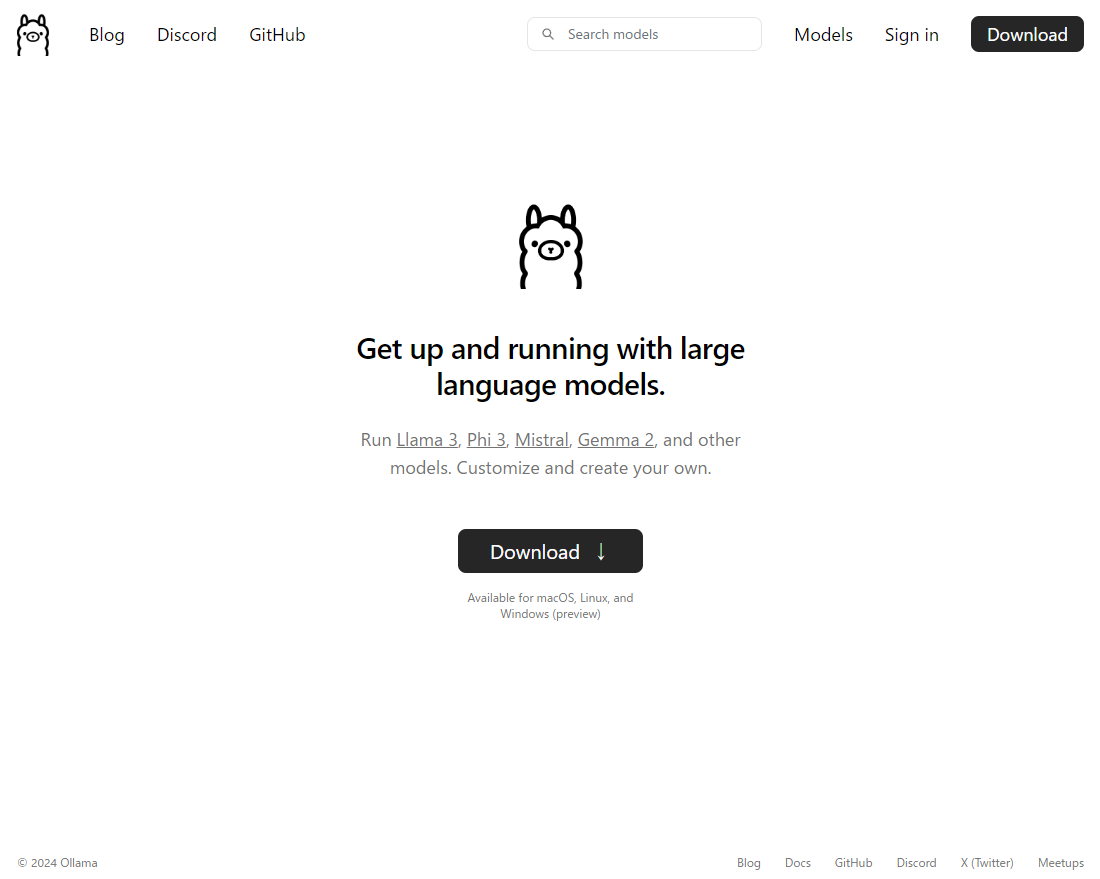 Blog Discord GitHub Search models Models Sign in Download
Get up and running with large
language models.
Run Llama 3, Phi 3, Mistral, Gemma 2, and other
models. Customize and create your own.
Download ↓
Available for macOS, Linux, and
Windows (preview)
© 2024 Ollama Blog Docs GitHub Discord X (Twitter) Meetups